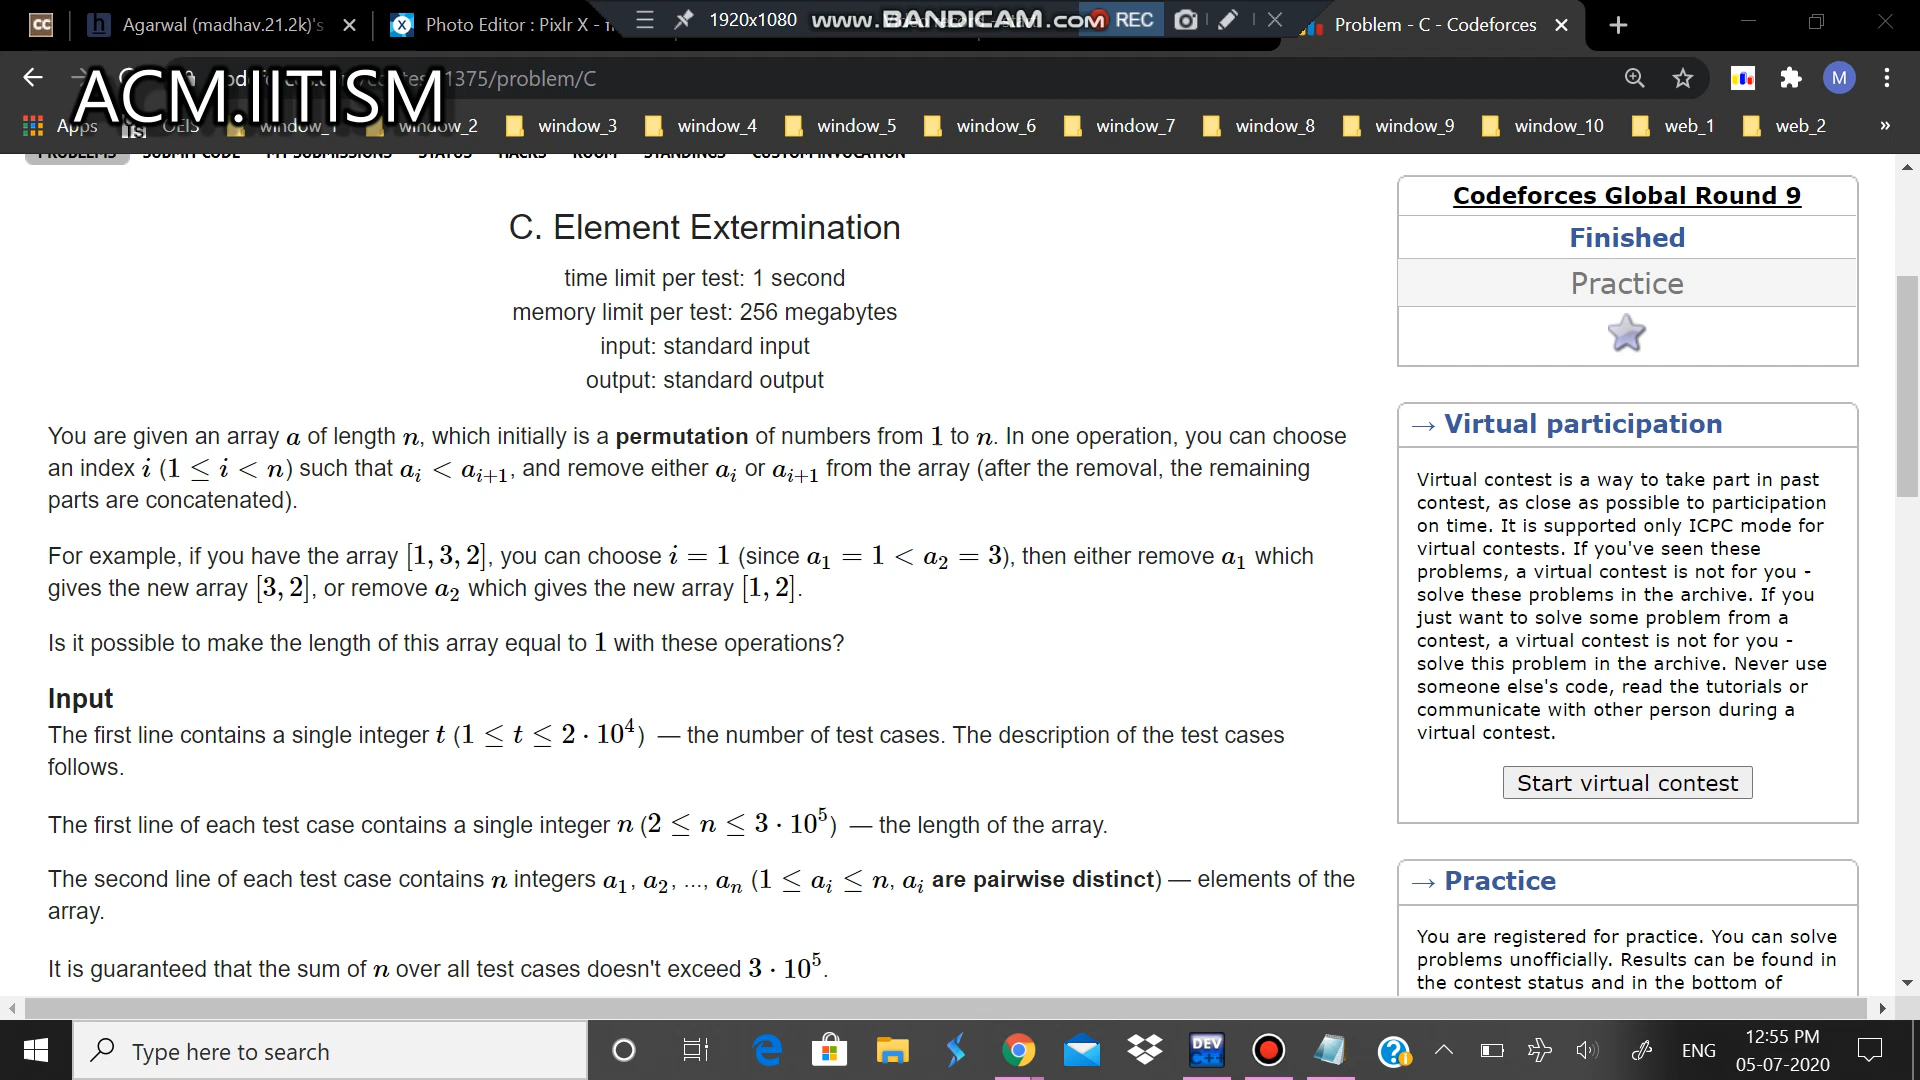 Agarwal (madhav.21.2k)'s
Photo Editor : Pixlr X -
1920x1080
www.BANDICAM.com
REC
Problem - C - Codeforces
ACM.IITISM
1375/problem/C
M
Apps
window_2
window_3
window_4
window_5
window_6
window_7
window_8
window_9
window_10
web_1
web_2
»
PROBLEMS SUBMIT CODE MY SUBMISSIONS STATUS HACKS ROOM STANDINGS CUSTOM INVOCATION
C. Element Extermination
time limit per test: 1 second
memory limit per test: 256 megabytes
input: standard input
output: standard output
You are given an array a of length n, which initially is a permutation of numbers from 1 to n. In one operation, you can choose
an index i (1 ≤ i < n) such that a_i < a_{i+1}, and remove either a_i or a_{i+1} from the array (after the removal, the remaining
parts are concatenated).
For example, if you have the array [1, 3, 2], you can choose i = 1 (since a_1 = 1 < a_2 = 3), then either remove a_1 which
gives the new array [3, 2], or remove a_2 which gives the new array [1, 2].
Is it possible to make the length of this array equal to 1 with these operations?
Input
The first line contains a single integer t (1 ≤ t ≤ 2 · 10^4) — the number of test cases. The description of the test cases
follows.
The first line of each test case contains a single integer n (2 ≤ n ≤ 3 · 10^5) — the length of the array.
The second line of each test case contains n integers a_1, a_2, ..., a_n (1 ≤ a_i ≤ n, a_i are pairwise distinct) — elements of the
array.
It is guaranteed that the sum of n over all test cases doesn't exceed 3 · 10^5.
Codeforces Global Round 9
Finished
Practice
→ Virtual participation
Virtual contest is a way to take part in past
contest, as close as possible to participation
on time. It is supported only ICPC mode for
virtual contests. If you've seen these
problems, a virtual contest is not for you -
solve these problems in the archive. If you
just want to solve some problem from a
contest, a virtual contest is not for you -
solve this problem in the archive. Never use
someone else's code, read the tutorials or
communicate with other person during a
virtual contest.
Start virtual contest
→ Practice
You are registered for practice. You can solve
problems unofficially. Results can be found in
the contest status and in the bottom of
Type here to search
DEV
C++
ENG
12:55 PM
05-07-2020